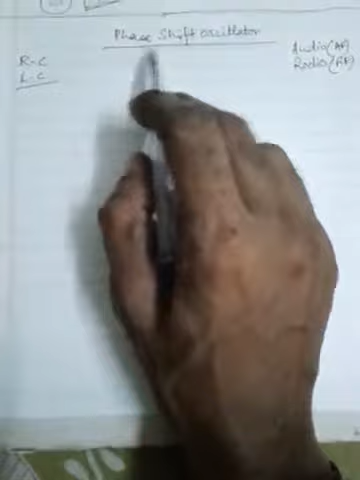 Phase Shift oscillator
R-C
L-C
Audio(AF)
Radio(RF)